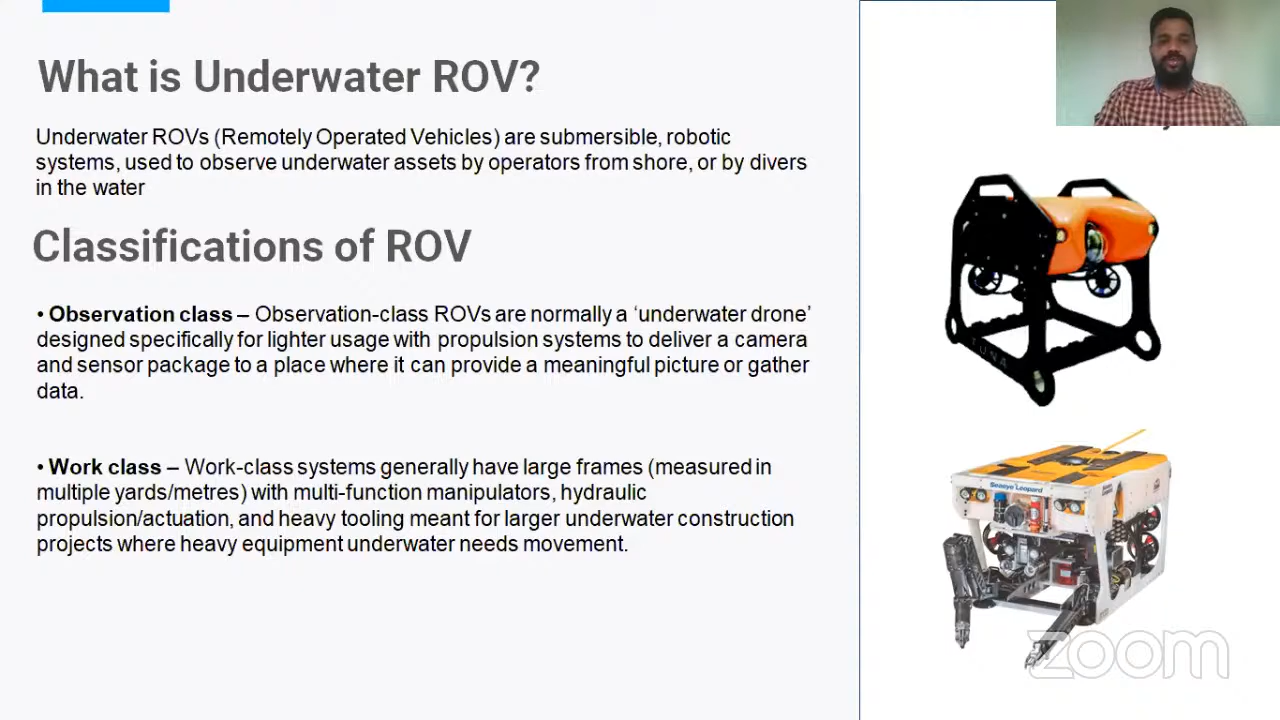 What is Underwater ROV?
Underwater ROVs (Remotely Operated Vehicles) are submersible, robotic
systems, used to observe underwater assets by operators from shore, or by divers
in the water
Classifications of ROV
• Observation class – Observation-class ROVs are normally a ‘underwater drone’
designed specifically for lighter usage with propulsion systems to deliver a camera
and sensor package to a place where it can provide a meaningful picture or gather
data.
• Work class – Work-class systems generally have large frames (measured in
multiple yards/metres) with multi-function manipulators, hydraulic
propulsion/actuation, and heavy tooling meant for larger underwater construction
projects where heavy equipment underwater needs movement.
TUNA
Seaeye Leopard
zoom